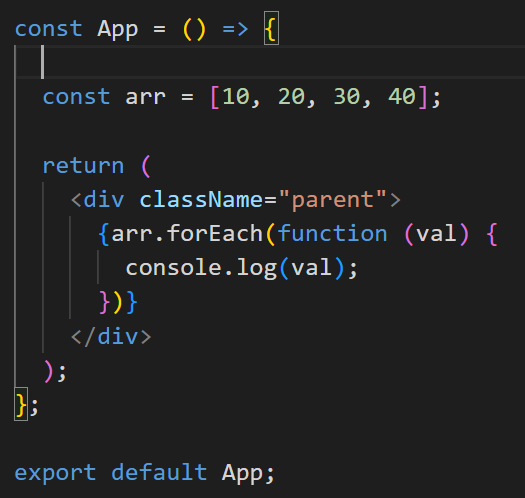 const App = () => {
const arr = [10, 20, 30, 40];
return (
<div className="parent">
{arr.forEach(function (val) {
console.log(val);
})}
</div>
);
};
export default App;